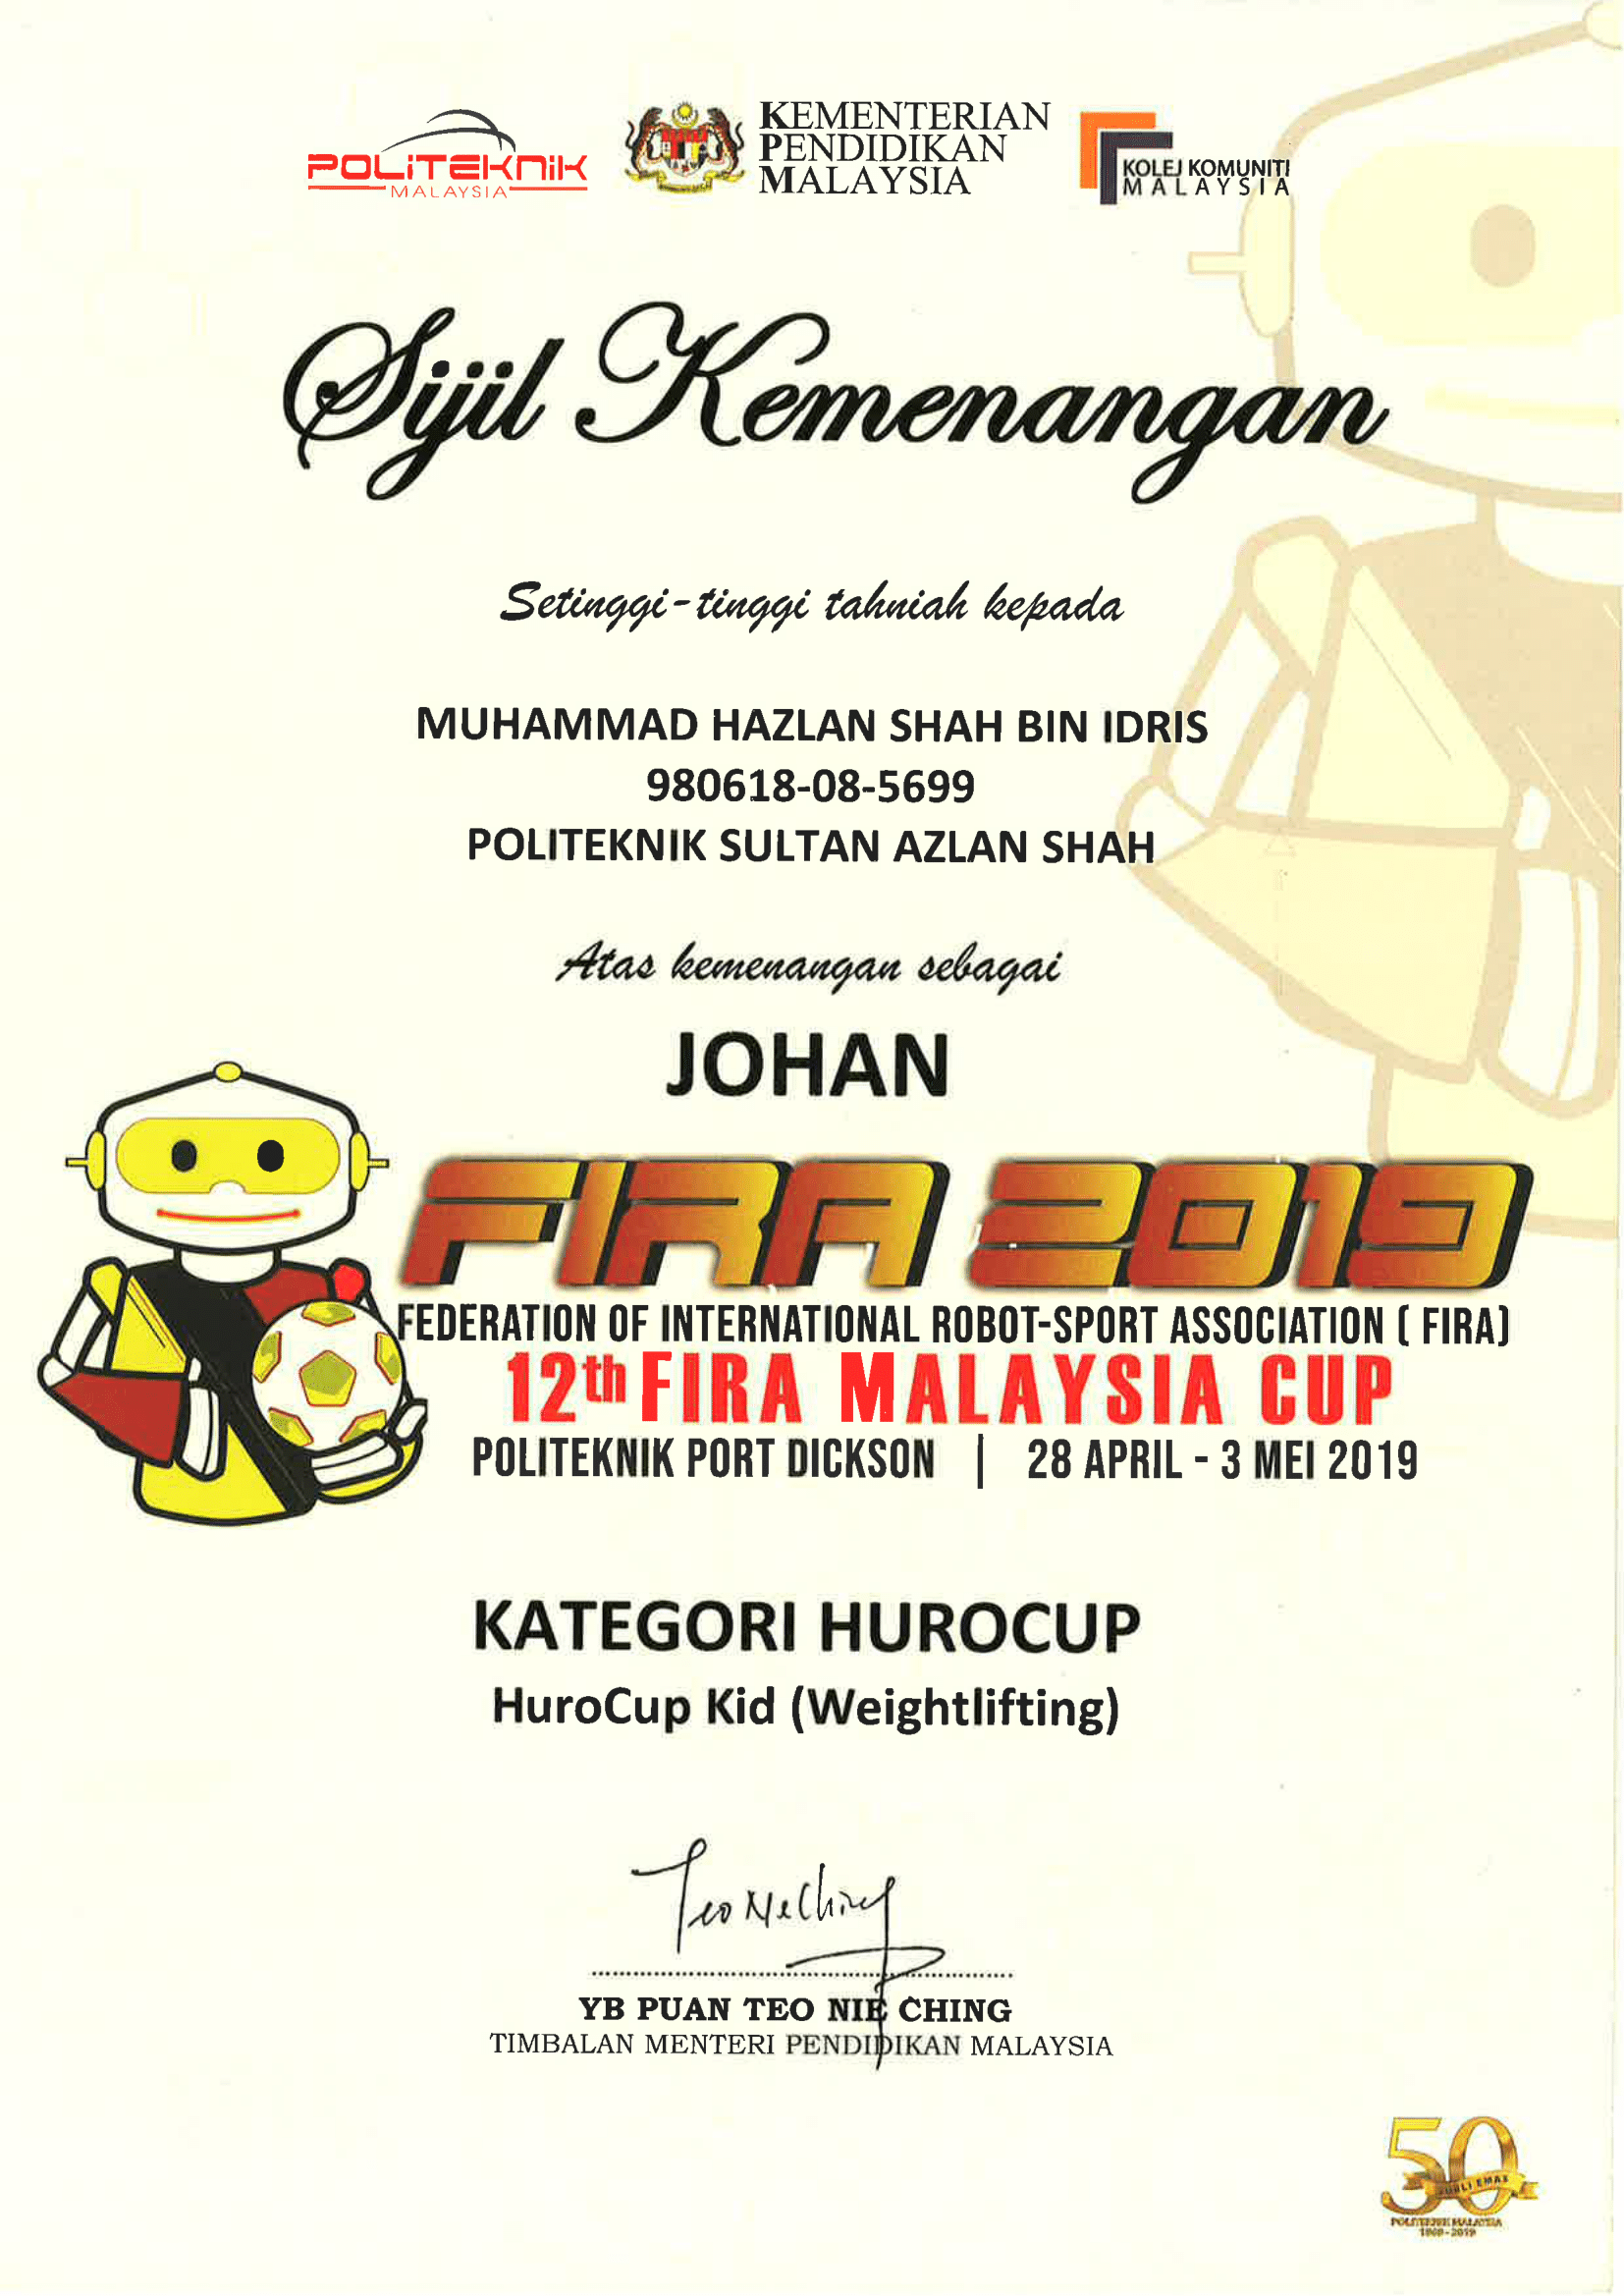 POLITEKNIK
MALAYSIA
KEMENTERIAN
PENDIDIKAN
MALAYSIA
KOLEJ KOMUNITI
MALAYSIA
Sijil Kemenangan
Setinggi-tinggi tahniah kepada
MUHAMMAD HAZLAN SHAH BIN IDRIS
980618-08-5699
POLITEKNIK SULTAN AZLAN SHAH
Atas kemenangan sebagai
JOHAN
FIRA 2019
FEDERATION OF INTERNATIONAL ROBOT-SPORT ASSOCIATION ( FIRA)
12th FIRA MALAYSIA CUP
POLITEKNIK PORT DICKSON | 28 APRIL - 3 MEI 2019
KATEGORI HUROCUP
HuroCup Kid (Weightlifting)
Teo Nie Ching
YB PUAN TEO NIE CHING
TIMBALAN MENTERI PENDIDIKAN MALAYSIA
50
JUBLI EMAS
POLITEKNIK MALAYSIA
1969 - 2019